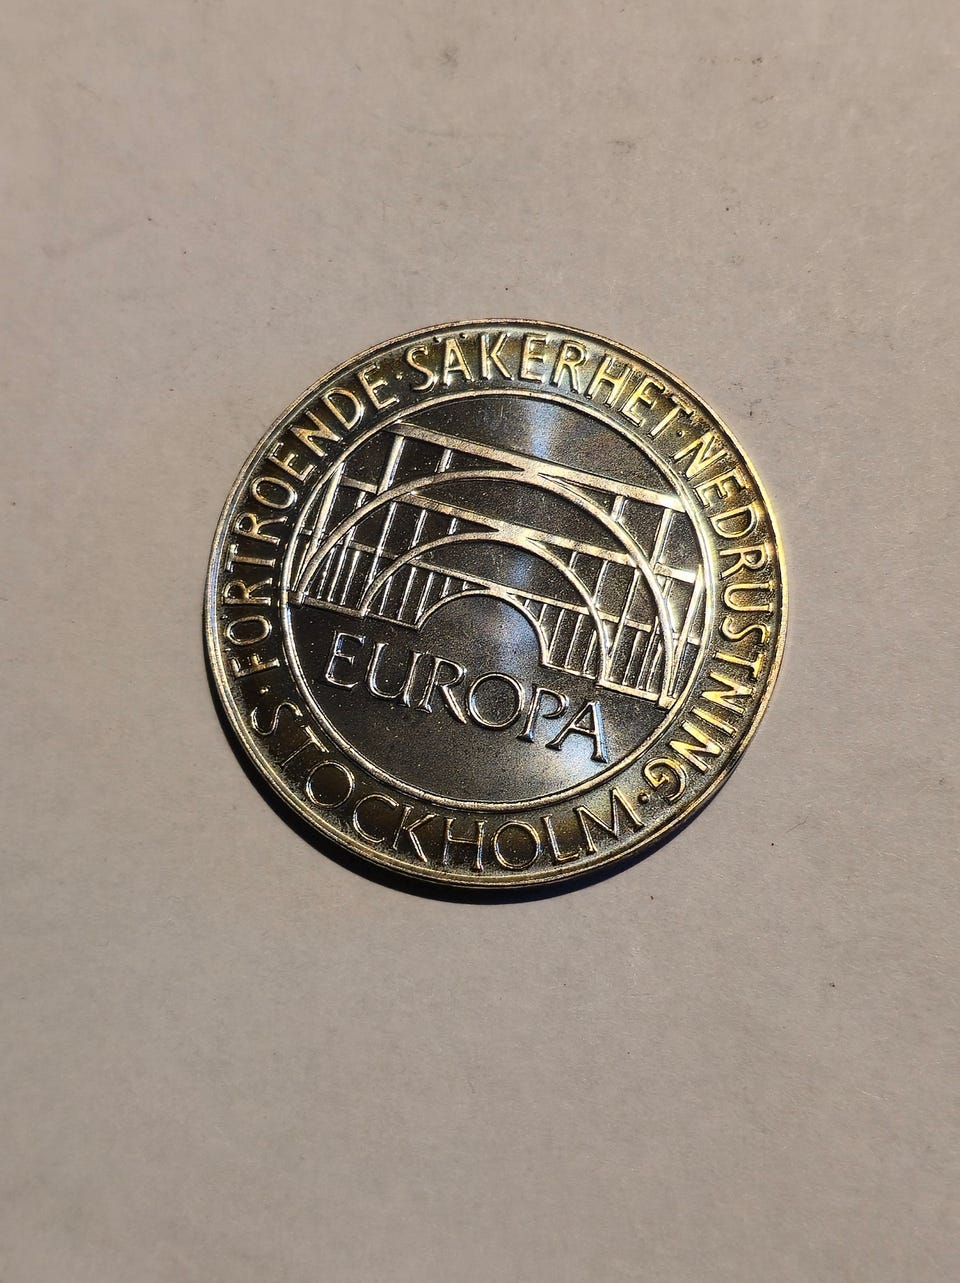 FÖRTROENDE · SÄKERHET · NEDRUSTNING ·
STOCKHOLM ·
EUROPA